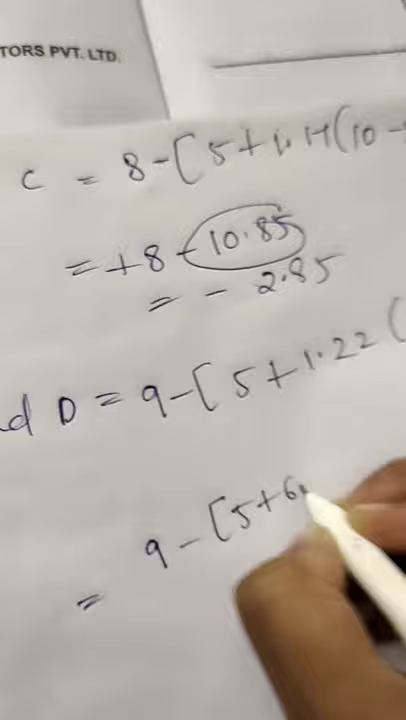 TORS PVT. LTD.
C = 8-[5+1.17(10-
= +8 - 10.85
= - 2.85
d D = 9-[5+1.22(
= 9-[5+6.